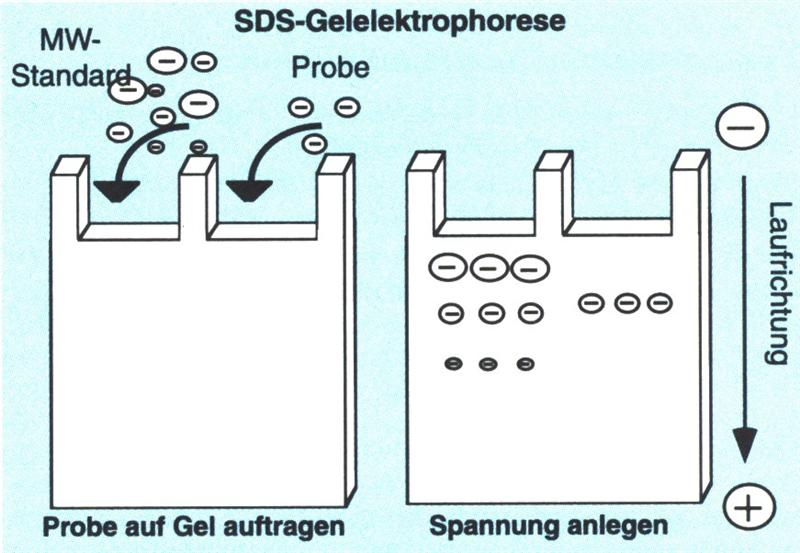 SDS-Gelelektrophorese
MW-
Standard
Probe
Laufrichtung
Probe auf Gel auftragen
Spannung anlegen